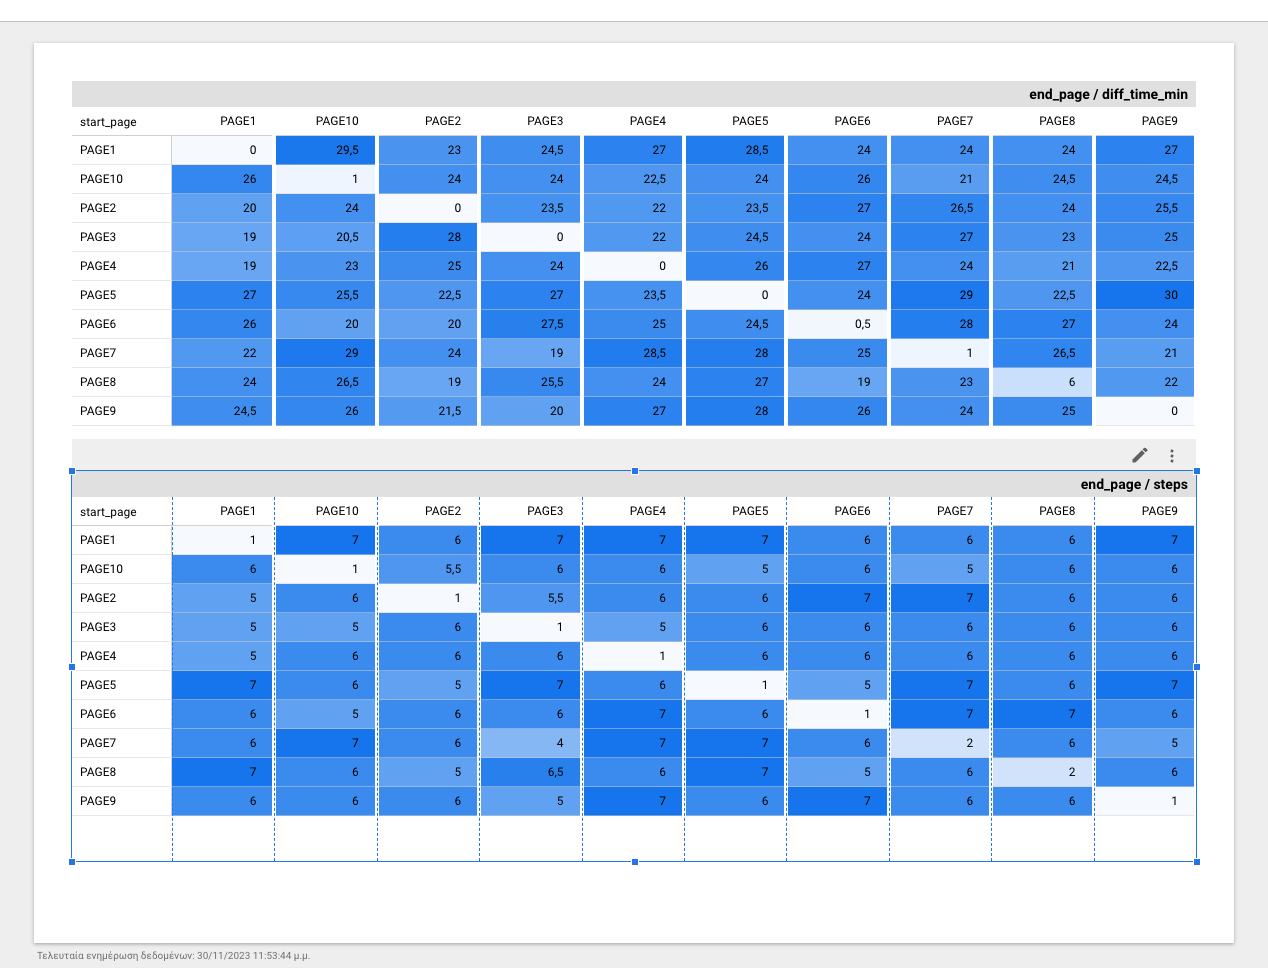 end_page / diff_time_min
start_page PAGE1 PAGE10 PAGE2 PAGE3 PAGE4 PAGE5 PAGE6 PAGE7 PAGE8 PAGE9
PAGE1 0 29,5 23 24,5 27 28,5 24 24 24 27
PAGE10 26 1 24 24 22,5 24 26 21 24,5 24,5
PAGE2 20 24 0 23,5 22 23,5 27 26,5 24 25,5
PAGE3 19 20,5 28 0 22 24,5 24 27 23 25
PAGE4 19 23 25 24 0 26 27 24 21 22,5
PAGE5 27 25,5 22,5 27 23,5 0 24 29 22,5 30
PAGE6 26 20 20 27,5 25 24,5 0,5 28 27 24
PAGE7 22 29 24 19 28,5 28 25 1 26,5 21
PAGE8 24 26,5 19 25,5 24 27 19 23 6 22
PAGE9 24,5 26 21,5 20 27 28 26 24 25 0
end_page / steps
start_page PAGE1 PAGE10 PAGE2 PAGE3 PAGE4 PAGE5 PAGE6 PAGE7 PAGE8 PAGE9
PAGE1 1 7 6 7 7 7 6 6 6 7
PAGE10 6 1 5,5 6 6 5 6 5 6 6
PAGE2 5 6 1 5,5 6 6 7 7 6 6
PAGE3 5 5 6 1 5 6 6 6 6 6
PAGE4 5 6 6 6 1 6 6 6 6 6
PAGE5 7 6 5 7 6 1 5 7 6 7
PAGE6 6 5 6 6 7 6 1 7 7 6
PAGE7 6 7 6 4 7 7 6 2 6 5
PAGE8 7 6 5 6,5 6 7 5 6 2 6
PAGE9 6 6 6 5 7 6 7 6 6 1
Τελευταία ενημέρωση δεδομένων: 30/11/2023 11:53:44 μ.μ.